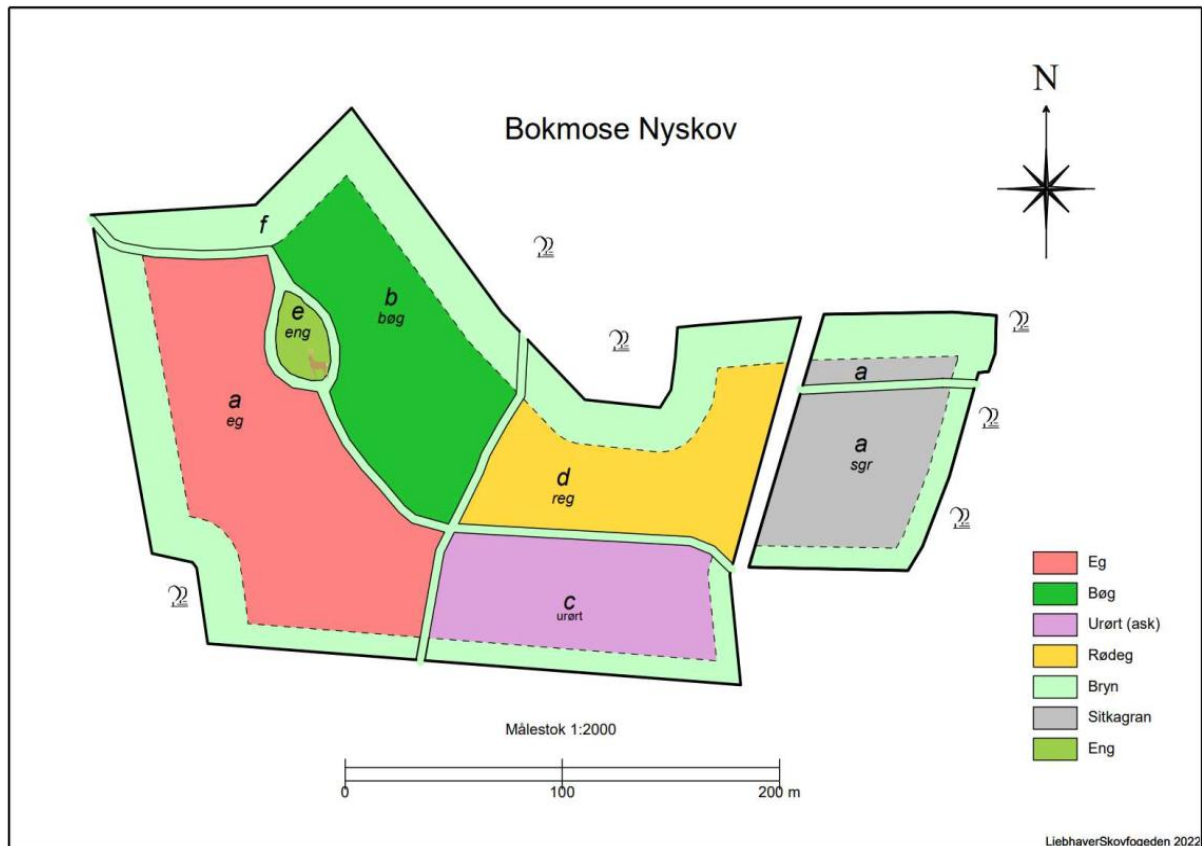 N
Bokmose Nyskov
f
b
bøg
e
eng
a
a
eg
a
sgr
d
reg
c
urørt
Eg
Bøg
Urørt (ask)
Rødeg
Bryn
Sitkagran
Eng
Målestok 1:2000
0
100
200 m
LiebhaverSkovfogeden 2022